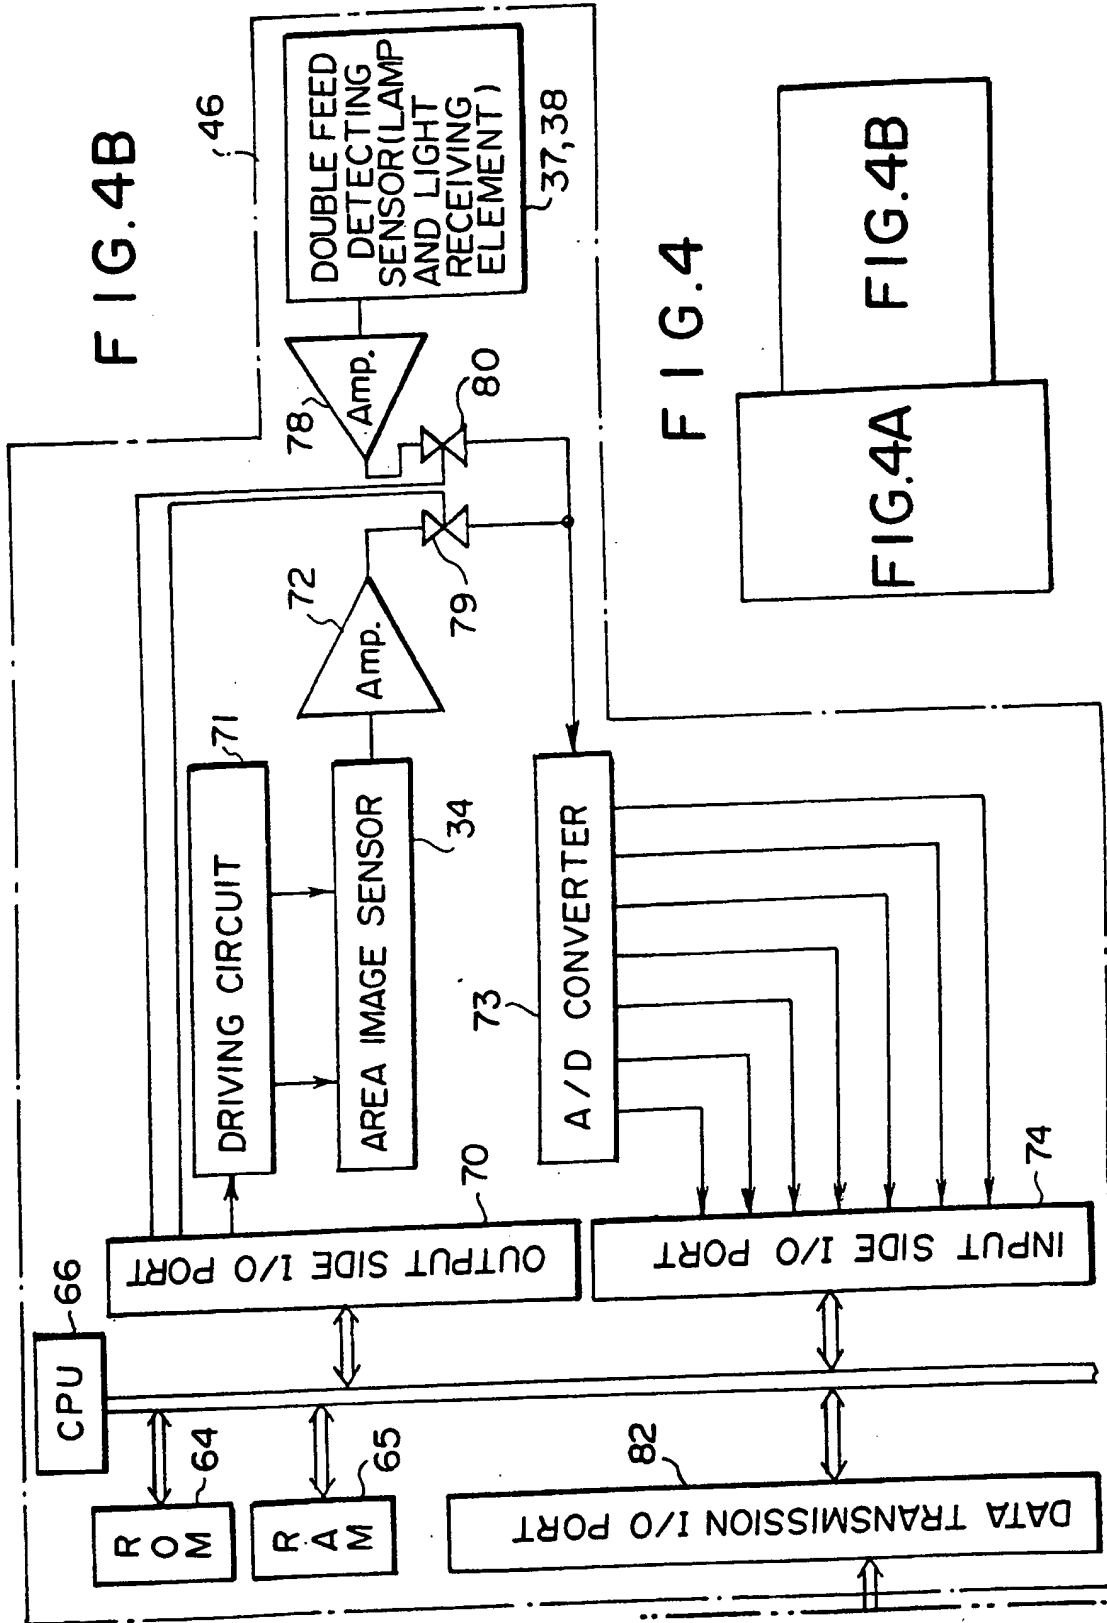 FIG.4B
46
DOUBLE FEED
DETECTING
SENSOR(LAMP
AND LIGHT
RECEIVING
ELEMENT)
37,38
78
Amp.
80
72
Amp.
79
71
DRIVING CIRCUIT
AREA IMAGE SENSOR
34
73
A/D CONVERTER
70
OUTPUT SIDE I/O PORT
74
INPUT SIDE I/O PORT
66
CPU
ROM
64
RAM
65
82
DATA TRANSMISSION I/O PORT
FIG.4
FIG.4A
FIG.4B